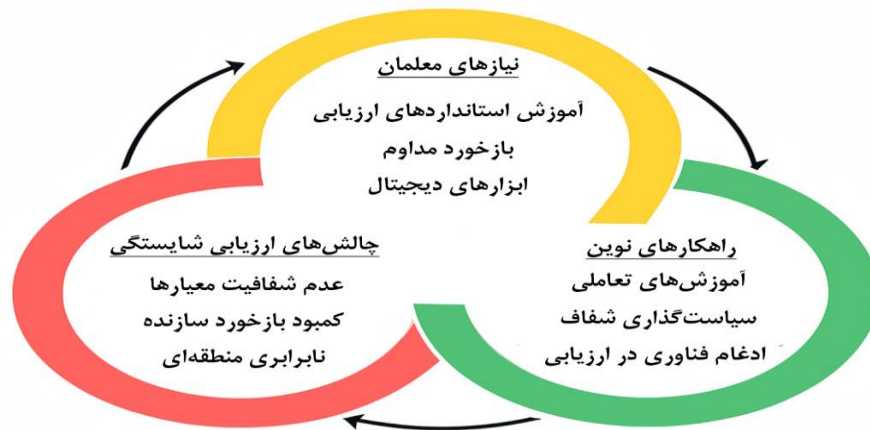 نیازهای معلمان
آموزش استانداردهای ارزیابی
بازخورد مداوم
ابزارهای دیجیتال
راهکارهای نوین
آموزش‌های تعاملی
سیاست‌گذاری شفاف
ادغام فناوری در ارزیابی
چالش‌های ارزیابی شایستگی
عدم شفافیت معیارها
کمبود بازخورد سازنده
نابرابری منطقه‌ای